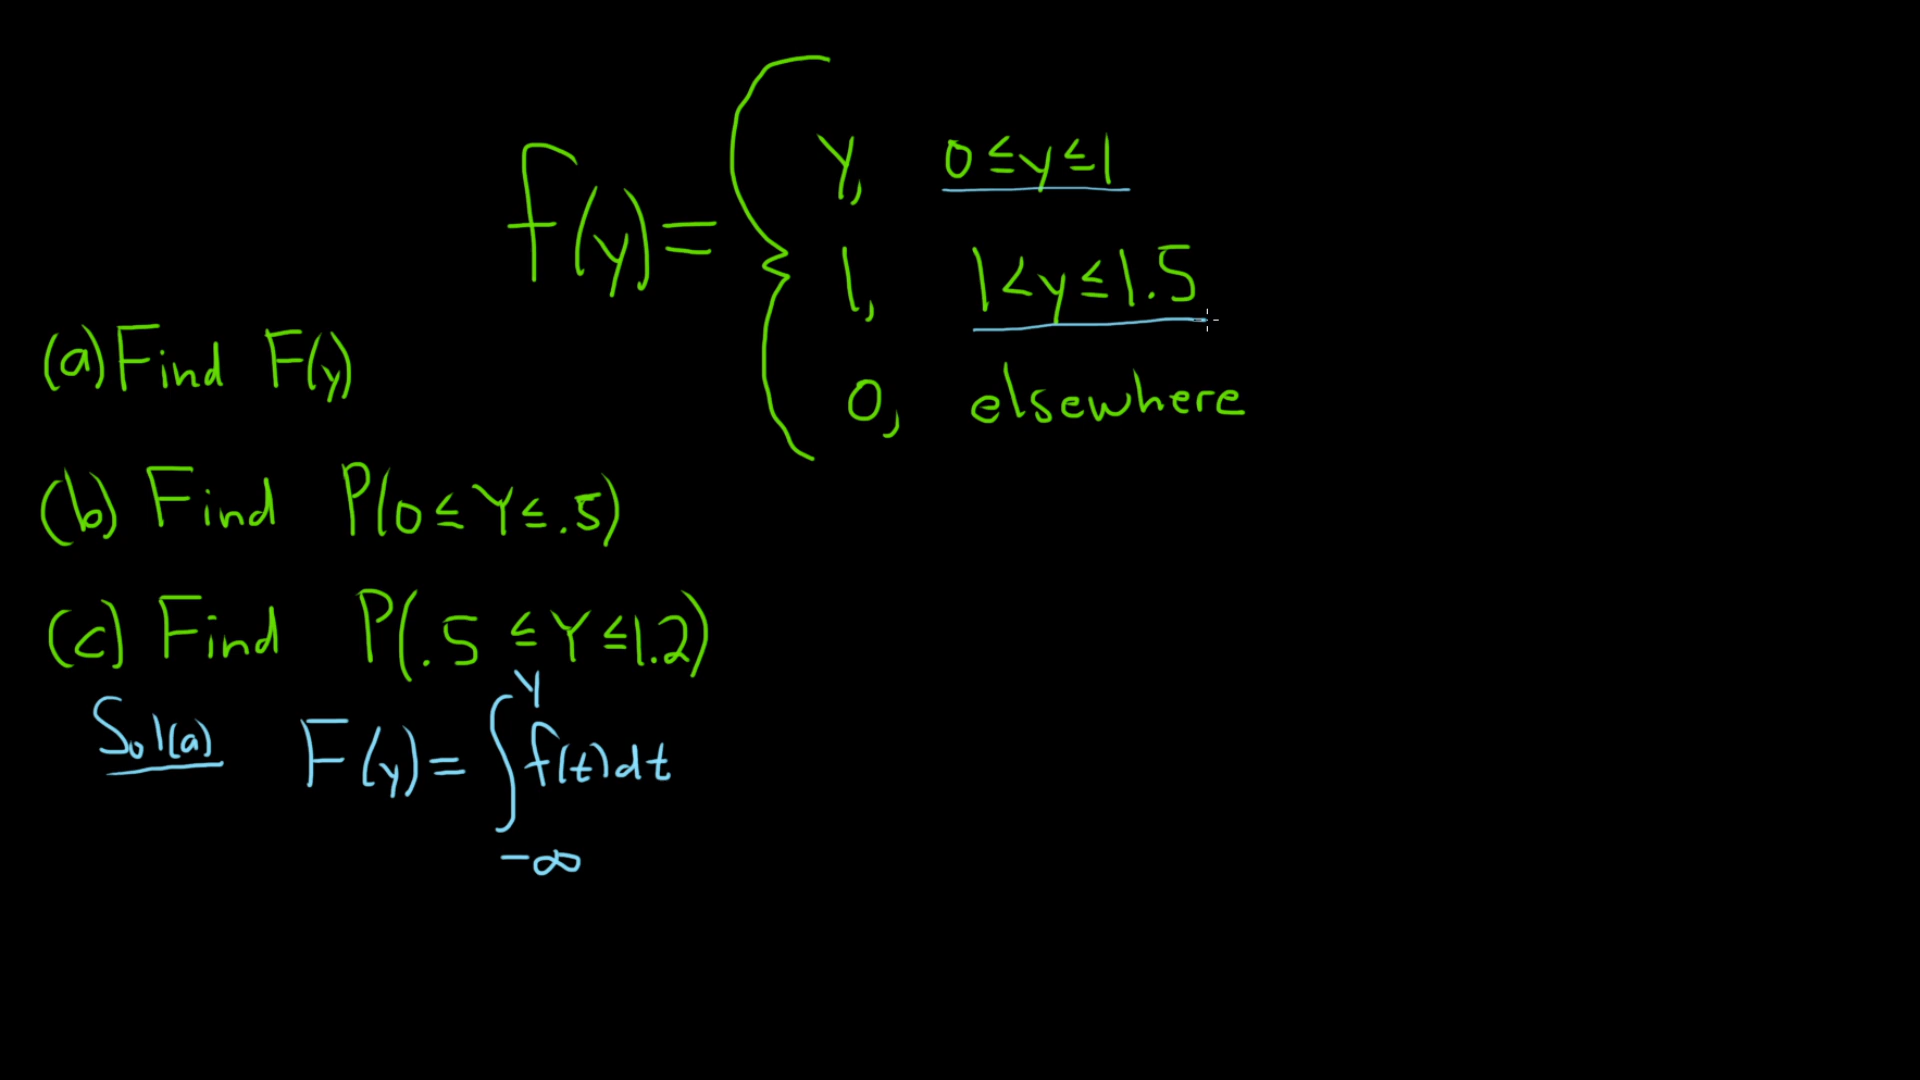 f(y) = { y, 0 ≤ y ≤ 1
1, 1 < y ≤ 1.5
0, elsewhere
(a) Find F(y)
(b) Find P(0 ≤ Y ≤ .5)
(c) Find P(.5 ≤ Y ≤ 1.2)
Sol(a) F(y) = ∫_{-∞}^{y} f(t)dt